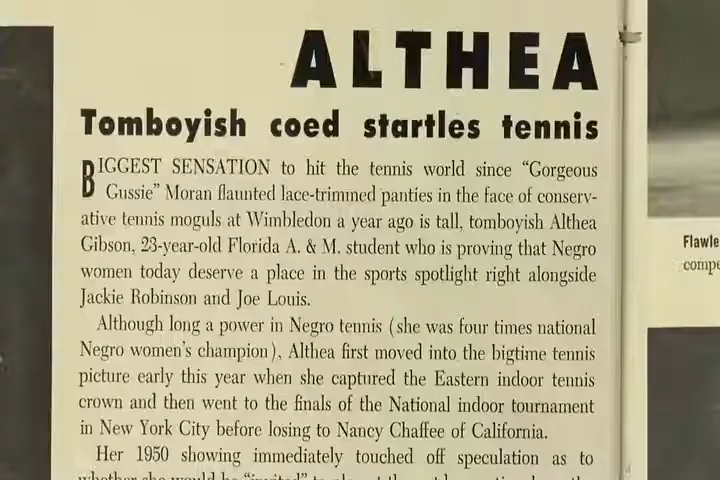 ALTHEA
Tomboyish coed startles tennis
BIGGEST SENSATION to hit the tennis world since “Gorgeous
Gussie” Moran flaunted lace-trimmed panties in the face of conserv-
ative tennis moguls at Wimbledon a year ago is tall, tomboyish Althea
Gibson, 23-year-old Florida A. & M. student who is proving that Negro
women today deserve a place in the sports spotlight right alongside
Jackie Robinson and Joe Louis.
Although long a power in Negro tennis (she was four times national
Negro women’s champion), Althea first moved into the bigtime tennis
picture early this year when she captured the Eastern indoor tennis
crown and then went to the finals of the National indoor tournament
in New York City before losing to Nancy Chaffee of California.
Her 1950 showing immediately touched off speculation as to
whether she would be “invited” to
Flawle
compe